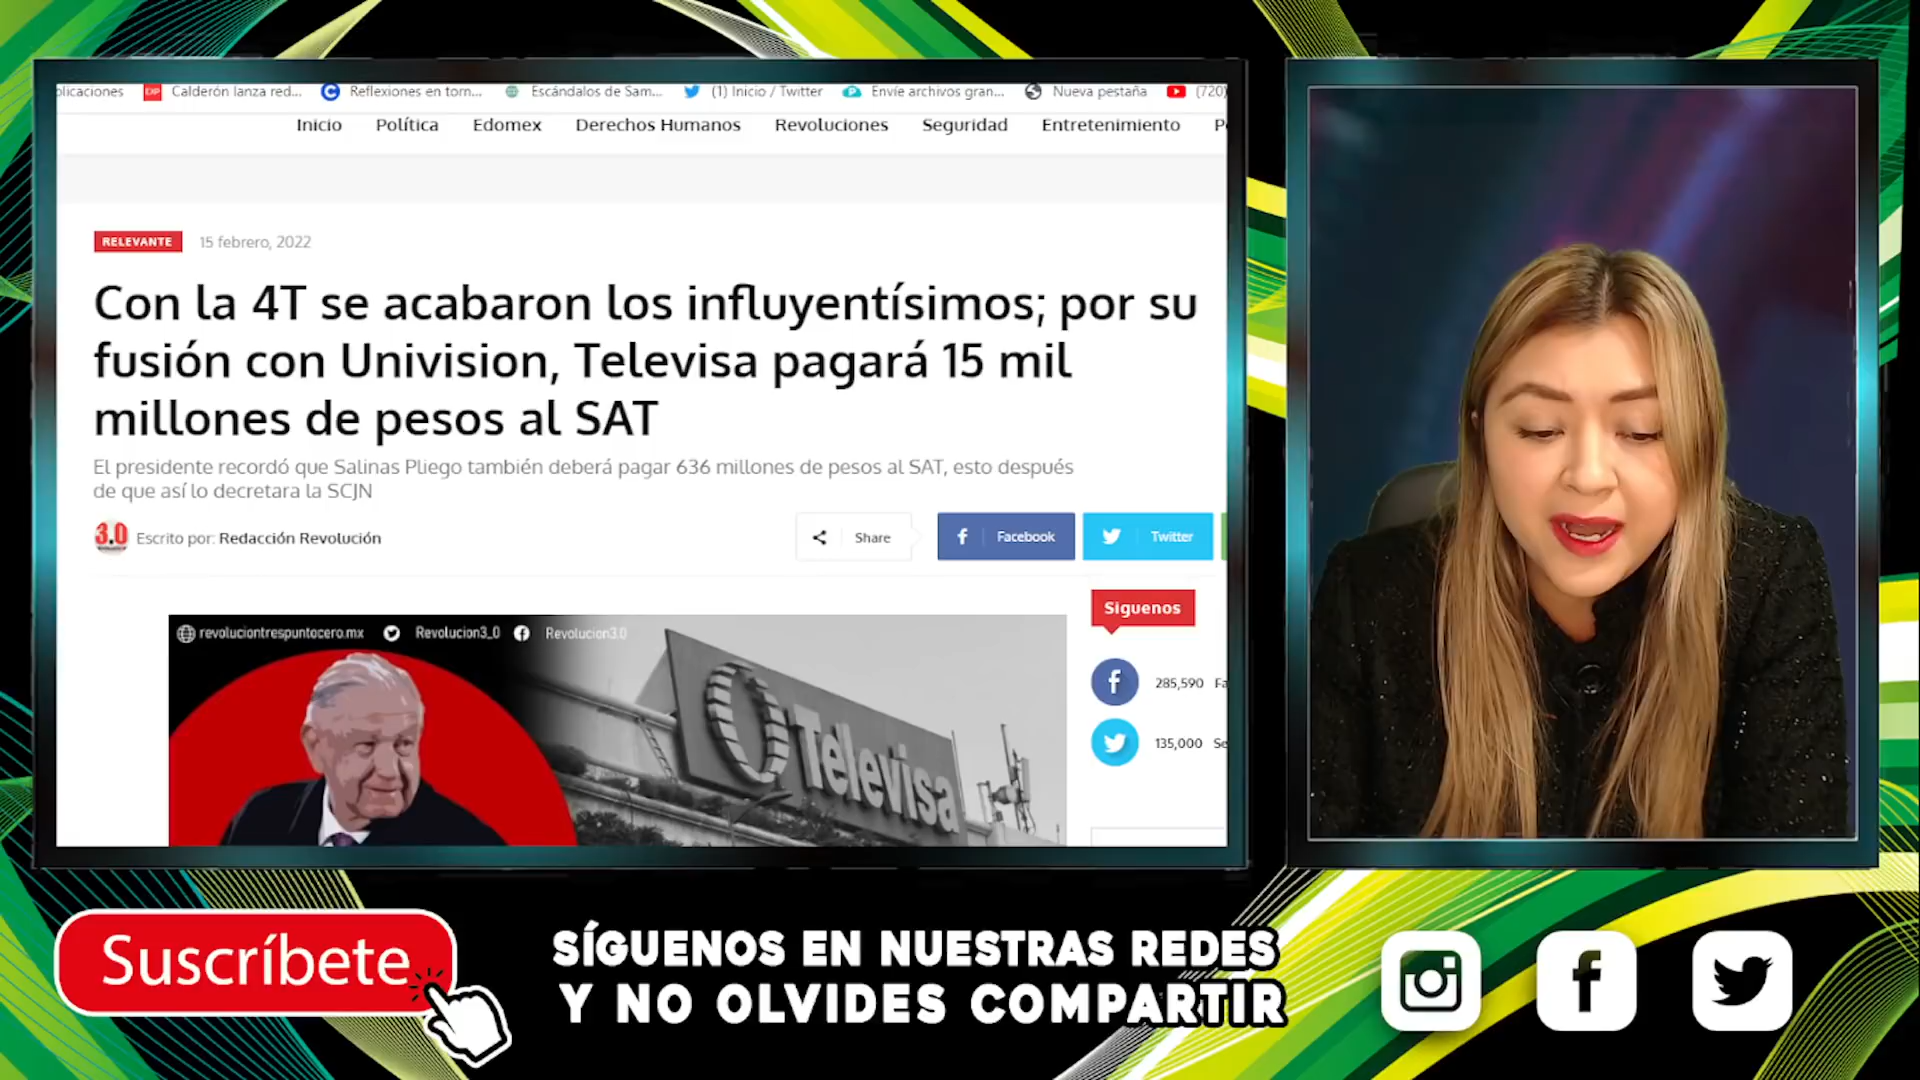 plicaciones
EXP Calderón lanza red...
Reflexiones en torn...
Escándalos de Sam...
(1) Inicio / Twitter
Envíe archivos gran...
Nueva pestaña
(720)
Inicio
Política
Edomex
Derechos Humanos
Revoluciones
Seguridad
Entretenimiento
P
RELEVANTE
15 febrero, 2022
Con la 4T se acabaron los influyentísimos; por su
fusión con Univision, Televisa pagará 15 mil
millones de pesos al SAT
El presidente recordó que Salinas Pliego también deberá pagar 636 millones de pesos al SAT, esto después
de que así lo decretara la SCJN
3.0
Escrito por: Redacción Revolución
Share
Facebook
Twitter
Siguenos
285,590 Fa
135,000 Se
revoluciontrespuntocero.mx
Revolucion3_0
Revolucion3.0
Televisa
Suscríbete
SÍGUENOS EN NUESTRAS REDES
Y NO OLVIDES COMPARTIR